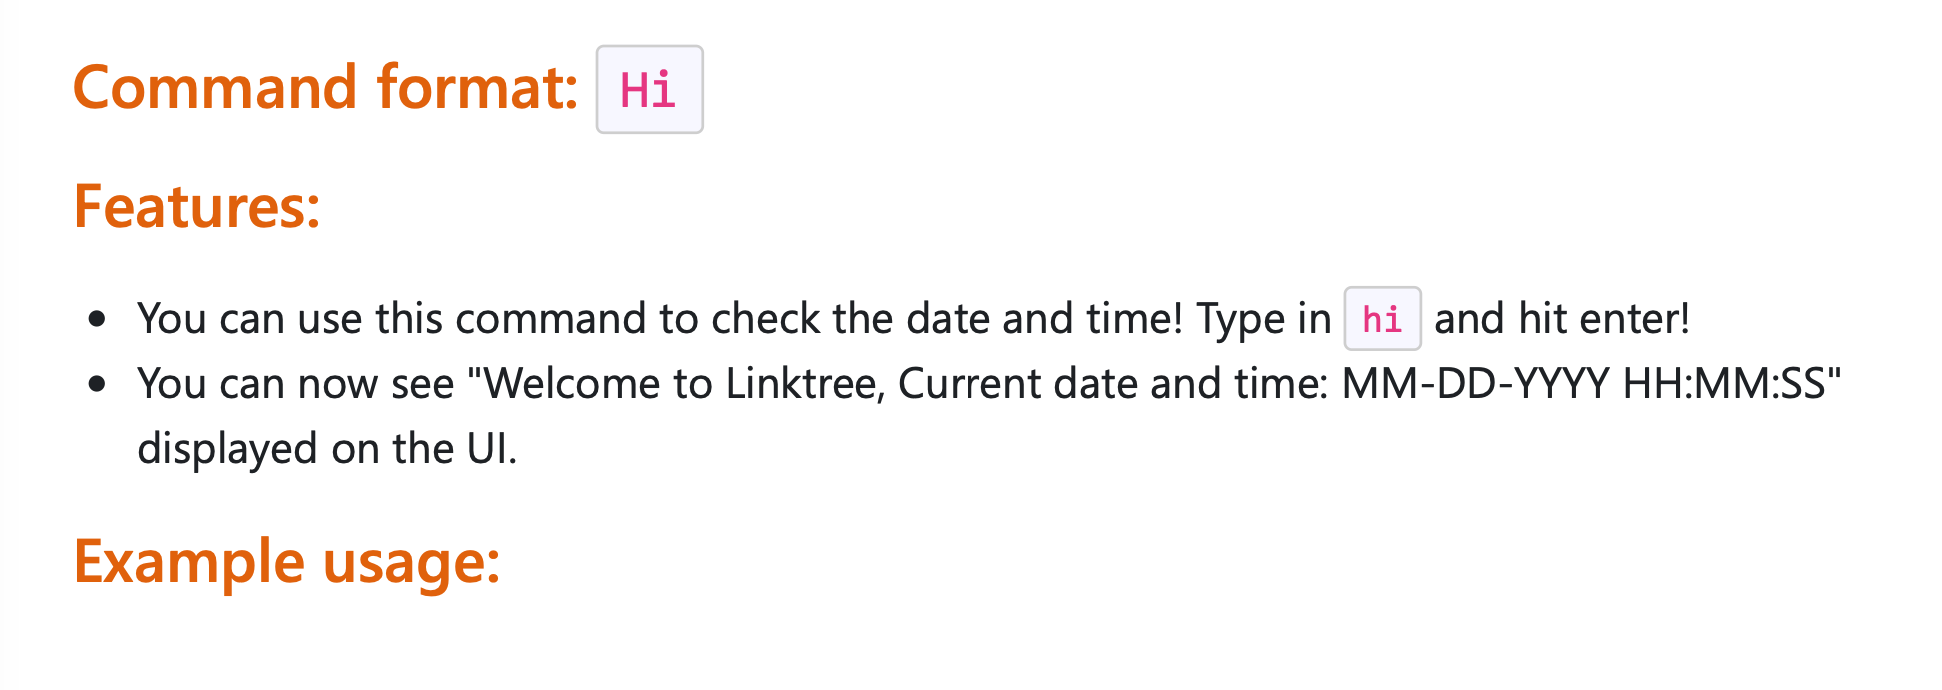 Command format: Hi
Features:
• You can use this command to check the date and time! Type in hi and hit enter!
• You can now see "Welcome to Linktree, Current date and time: MM-DD-YYYY HH:MM:SS"
displayed on the UI.
Example usage: